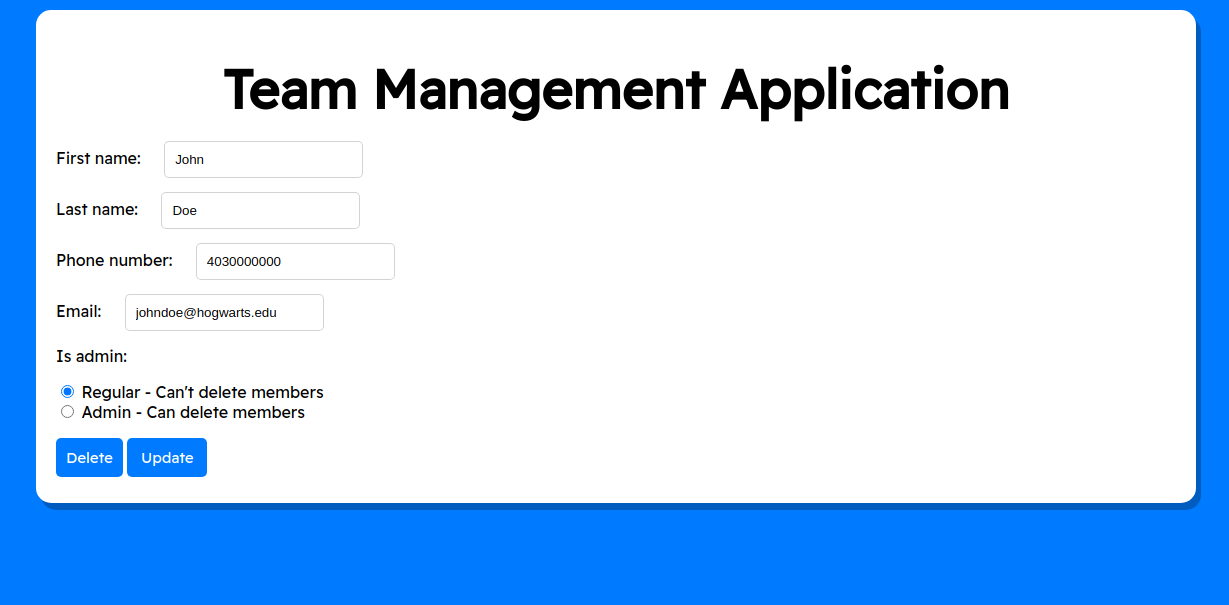 Team Management Application
First name: John
Last name: Doe
Phone number: 4030000000
Email: johndoe@hogwarts.edu
Is admin:
Regular - Can't delete members
Admin - Can delete members
Delete Update